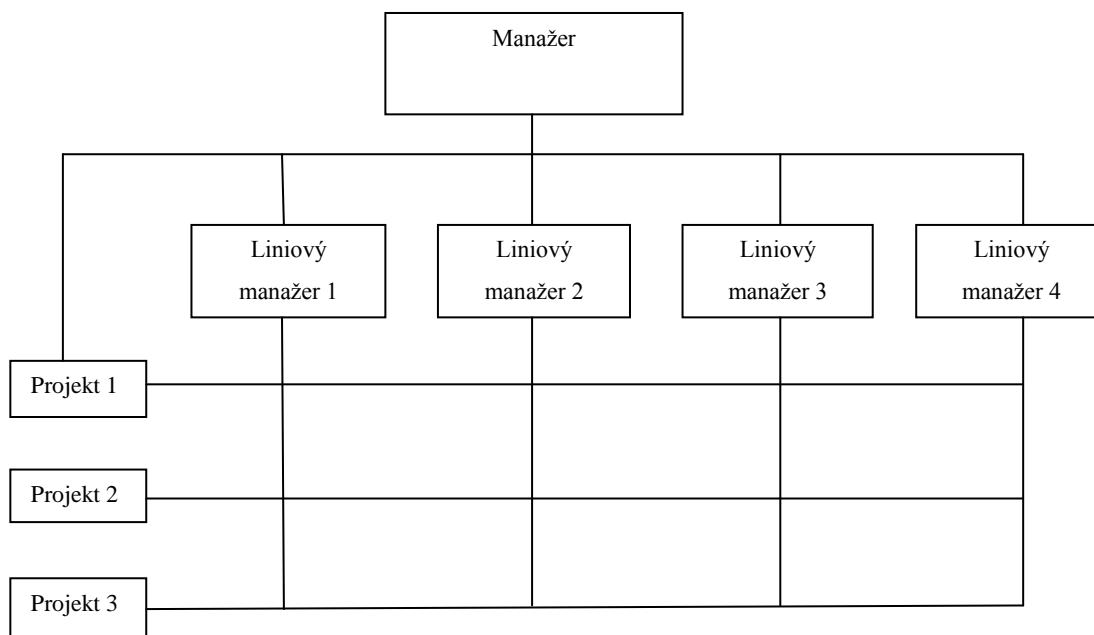 Manažer
Liniový
manažer 1
Liniový
manažer 2
Liniový
manažer 3
Liniový
manažer 4
Projekt 1
Projekt 2
Projekt 3